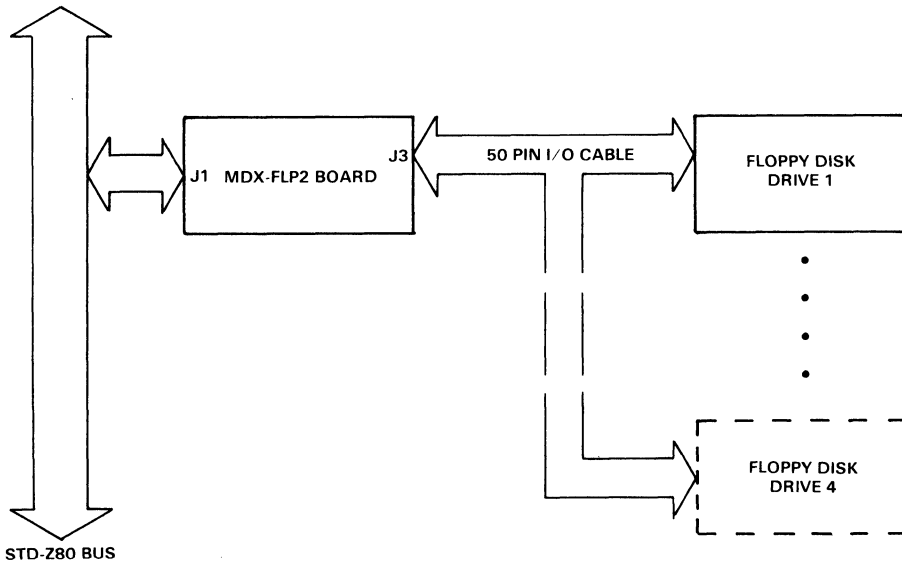 J1
MDX-FLP2 BOARD
J3
50 PIN I/O CABLE
FLOPPY DISK
DRIVE 1
FLOPPY DISK
DRIVE 4
STD-Z80 BUS